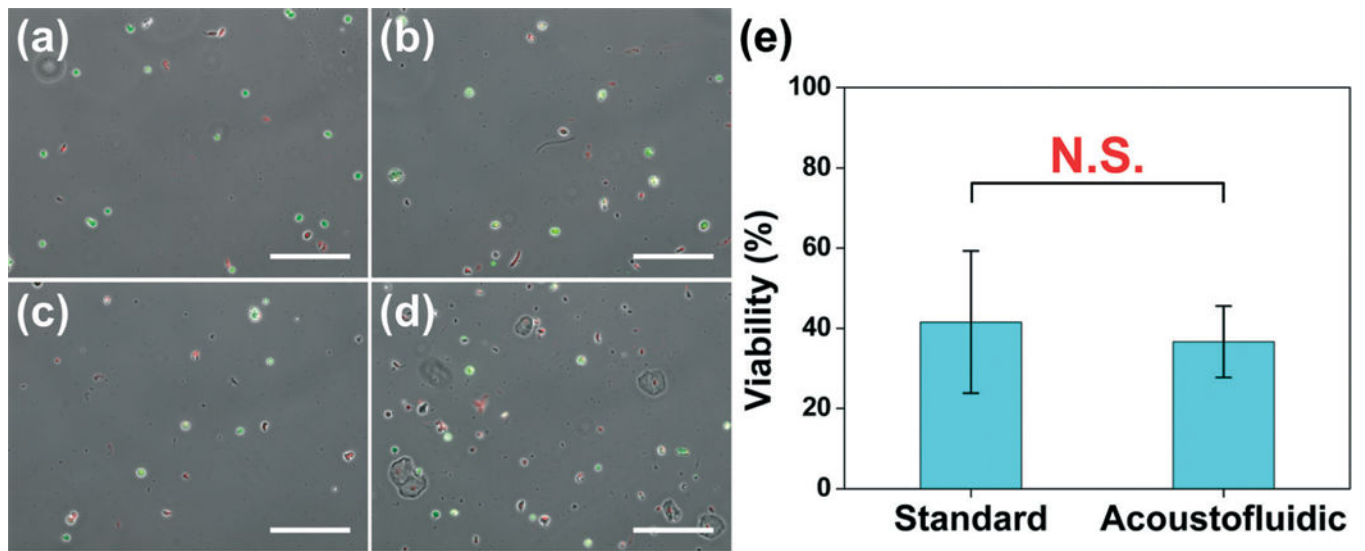 (a)
(b)
(c)
(d)
(e)
Viability (%)
100
80
60
40
20
0
N.S.
Standard
Acoustofluidic